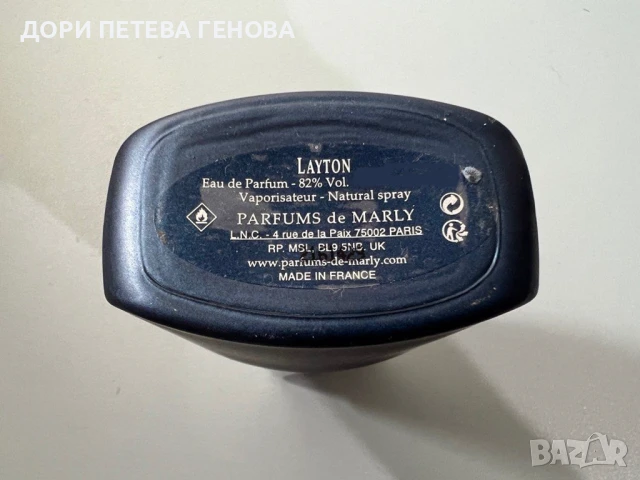 ДОРИ ПЕТЕВА ГЕНОВА
LAYTON
Eau de Parfum - 82% Vol.
Vaporisateur - Natural spray
PARFUMS de MARLY
L.N.C. - 4 rue de la Paix 75002 PARIS
RP. MSL, BL9 5NB, UK
www.parfums-de-marly.com
MADE IN FRANCE
BAZAR